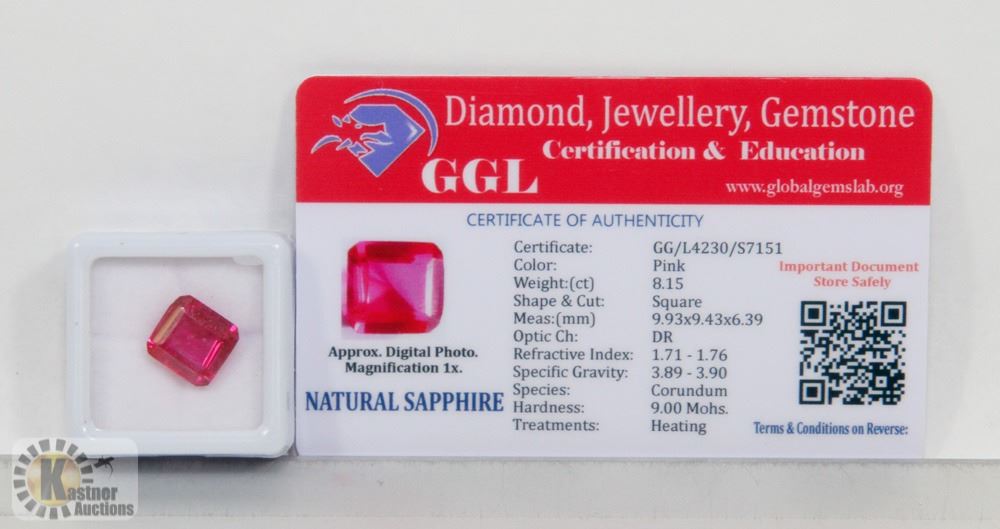 Diamond, Jewellery, Gemstone
Certification & Education
GGL
www.globalgemslab.org
CERTIFICATE OF AUTHENTICITY
Certificate: GG/L4230/S7151
Color: Pink
Weight:(ct) 8.15
Shape & Cut: Square
Meas:(mm) 9.93x9.43x6.39
Optic Ch: DR
Refractive Index: 1.71 - 1.76
Specific Gravity: 3.89 - 3.90
Species: Corundum
Hardness: 9.00 Mohs.
Treatments: Heating
Approx. Digital Photo.
Magnification 1x.
NATURAL SAPPHIRE
Important Document
Store Safely
Terms & Conditions on Reverse:
K
Kastner
Auctions